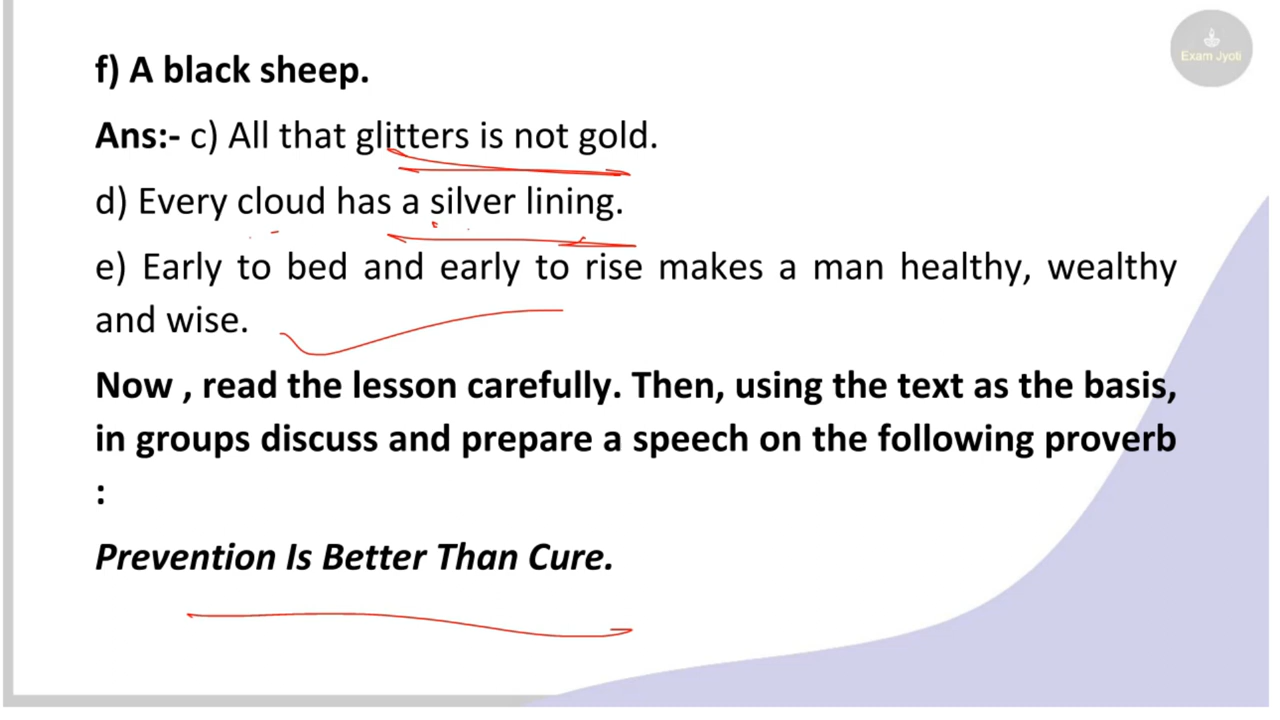 Exam Jyoti
f) A black sheep.
Ans:- c) All that glitters is not gold.
d) Every cloud has a silver lining.
e) Early to bed and early to rise makes a man healthy, wealthy
and wise.
Now , read the lesson carefully. Then, using the text as the basis,
in groups discuss and prepare a speech on the following proverb
:
Prevention Is Better Than Cure.